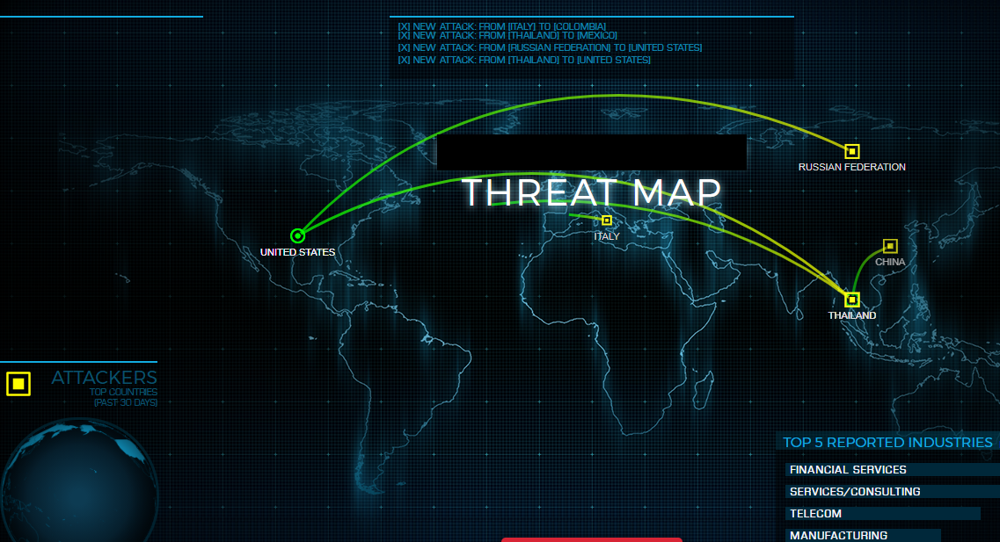 [X] NEW ATTACK: FROM [ITALY] TO [COLOMBIA]
[X] NEW ATTACK: FROM [THAILAND] TO [MEXICO]
[X] NEW ATTACK: FROM [RUSSIAN FEDERATION] TO [UNITED STATES]
[X] NEW ATTACK: FROM [THAILAND] TO [UNITED STATES]
RUSSIAN FEDERATION
THREAT MAP
ITALY
UNITED STATES
CHINA
THAILAND
ATTACKERS
TOP COUNTRIES
(PAST 30 DAYS)
TOP 5 REPORTED INDUSTRIES
FINANCIAL SERVICES
SERVICES/CONSULTING
TELECOM
MANUFACTURING